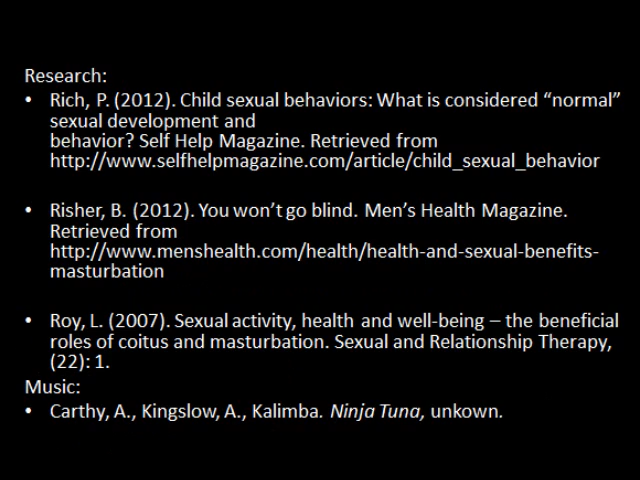 Research:
• Rich, P. (2012). Child sexual behaviors: What is considered “normal”
sexual development and
behavior? Self Help Magazine. Retrieved from
http://www.selfhelpmagazine.com/article/child_sexual_behavior
• Risher, B. (2012). You won’t go blind. Men’s Health Magazine.
Retrieved from
http://www.menshealth.com/health/health-and-sexual-benefits-
masturbation
• Roy, L. (2007). Sexual activity, health and well-being – the beneficial
roles of coitus and masturbation. Sexual and Relationship Therapy,
(22): 1.
Music:
• Carthy, A., Kingslow, A., Kalimba. Ninja Tuna, unkown.